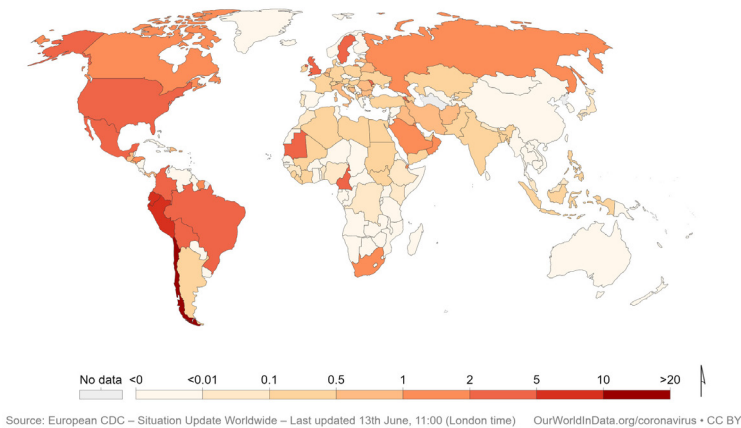 No data <0 <0.01 0.1 0.5 1 2 5 10 >20
Source: European CDC – Situation Update Worldwide – Last updated 13th June, 11:00 (London time) OurWorldInData.org/coronavirus • CC BY